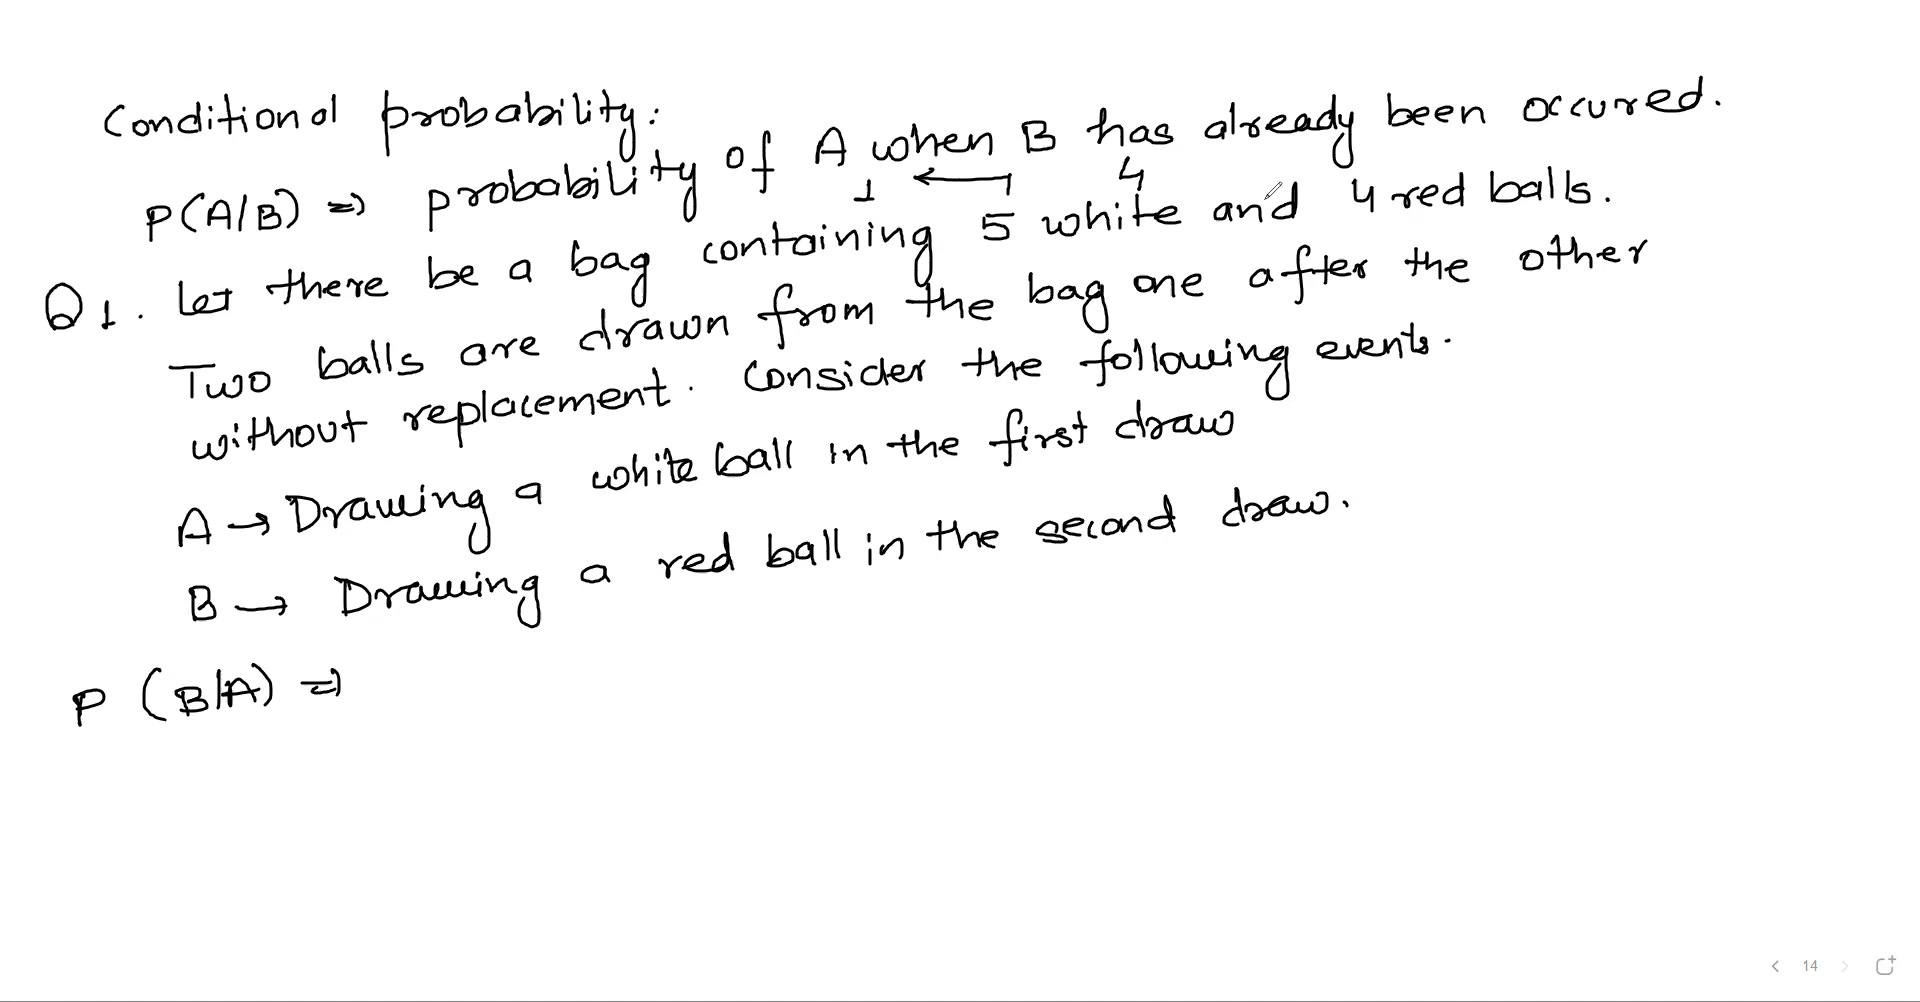 Conditional probability:
P(A/B) => probability of A when B has already been occured.
1 ← 4
Q1. Let there be a bag containing 5 white and 4 red balls.
Two balls are drawn from the bag one after the other
without replacement. Consider the following events.
A → Drawing a white ball in the first draw
B → Drawing a red ball in the second draw.
P (B|A) =>
14